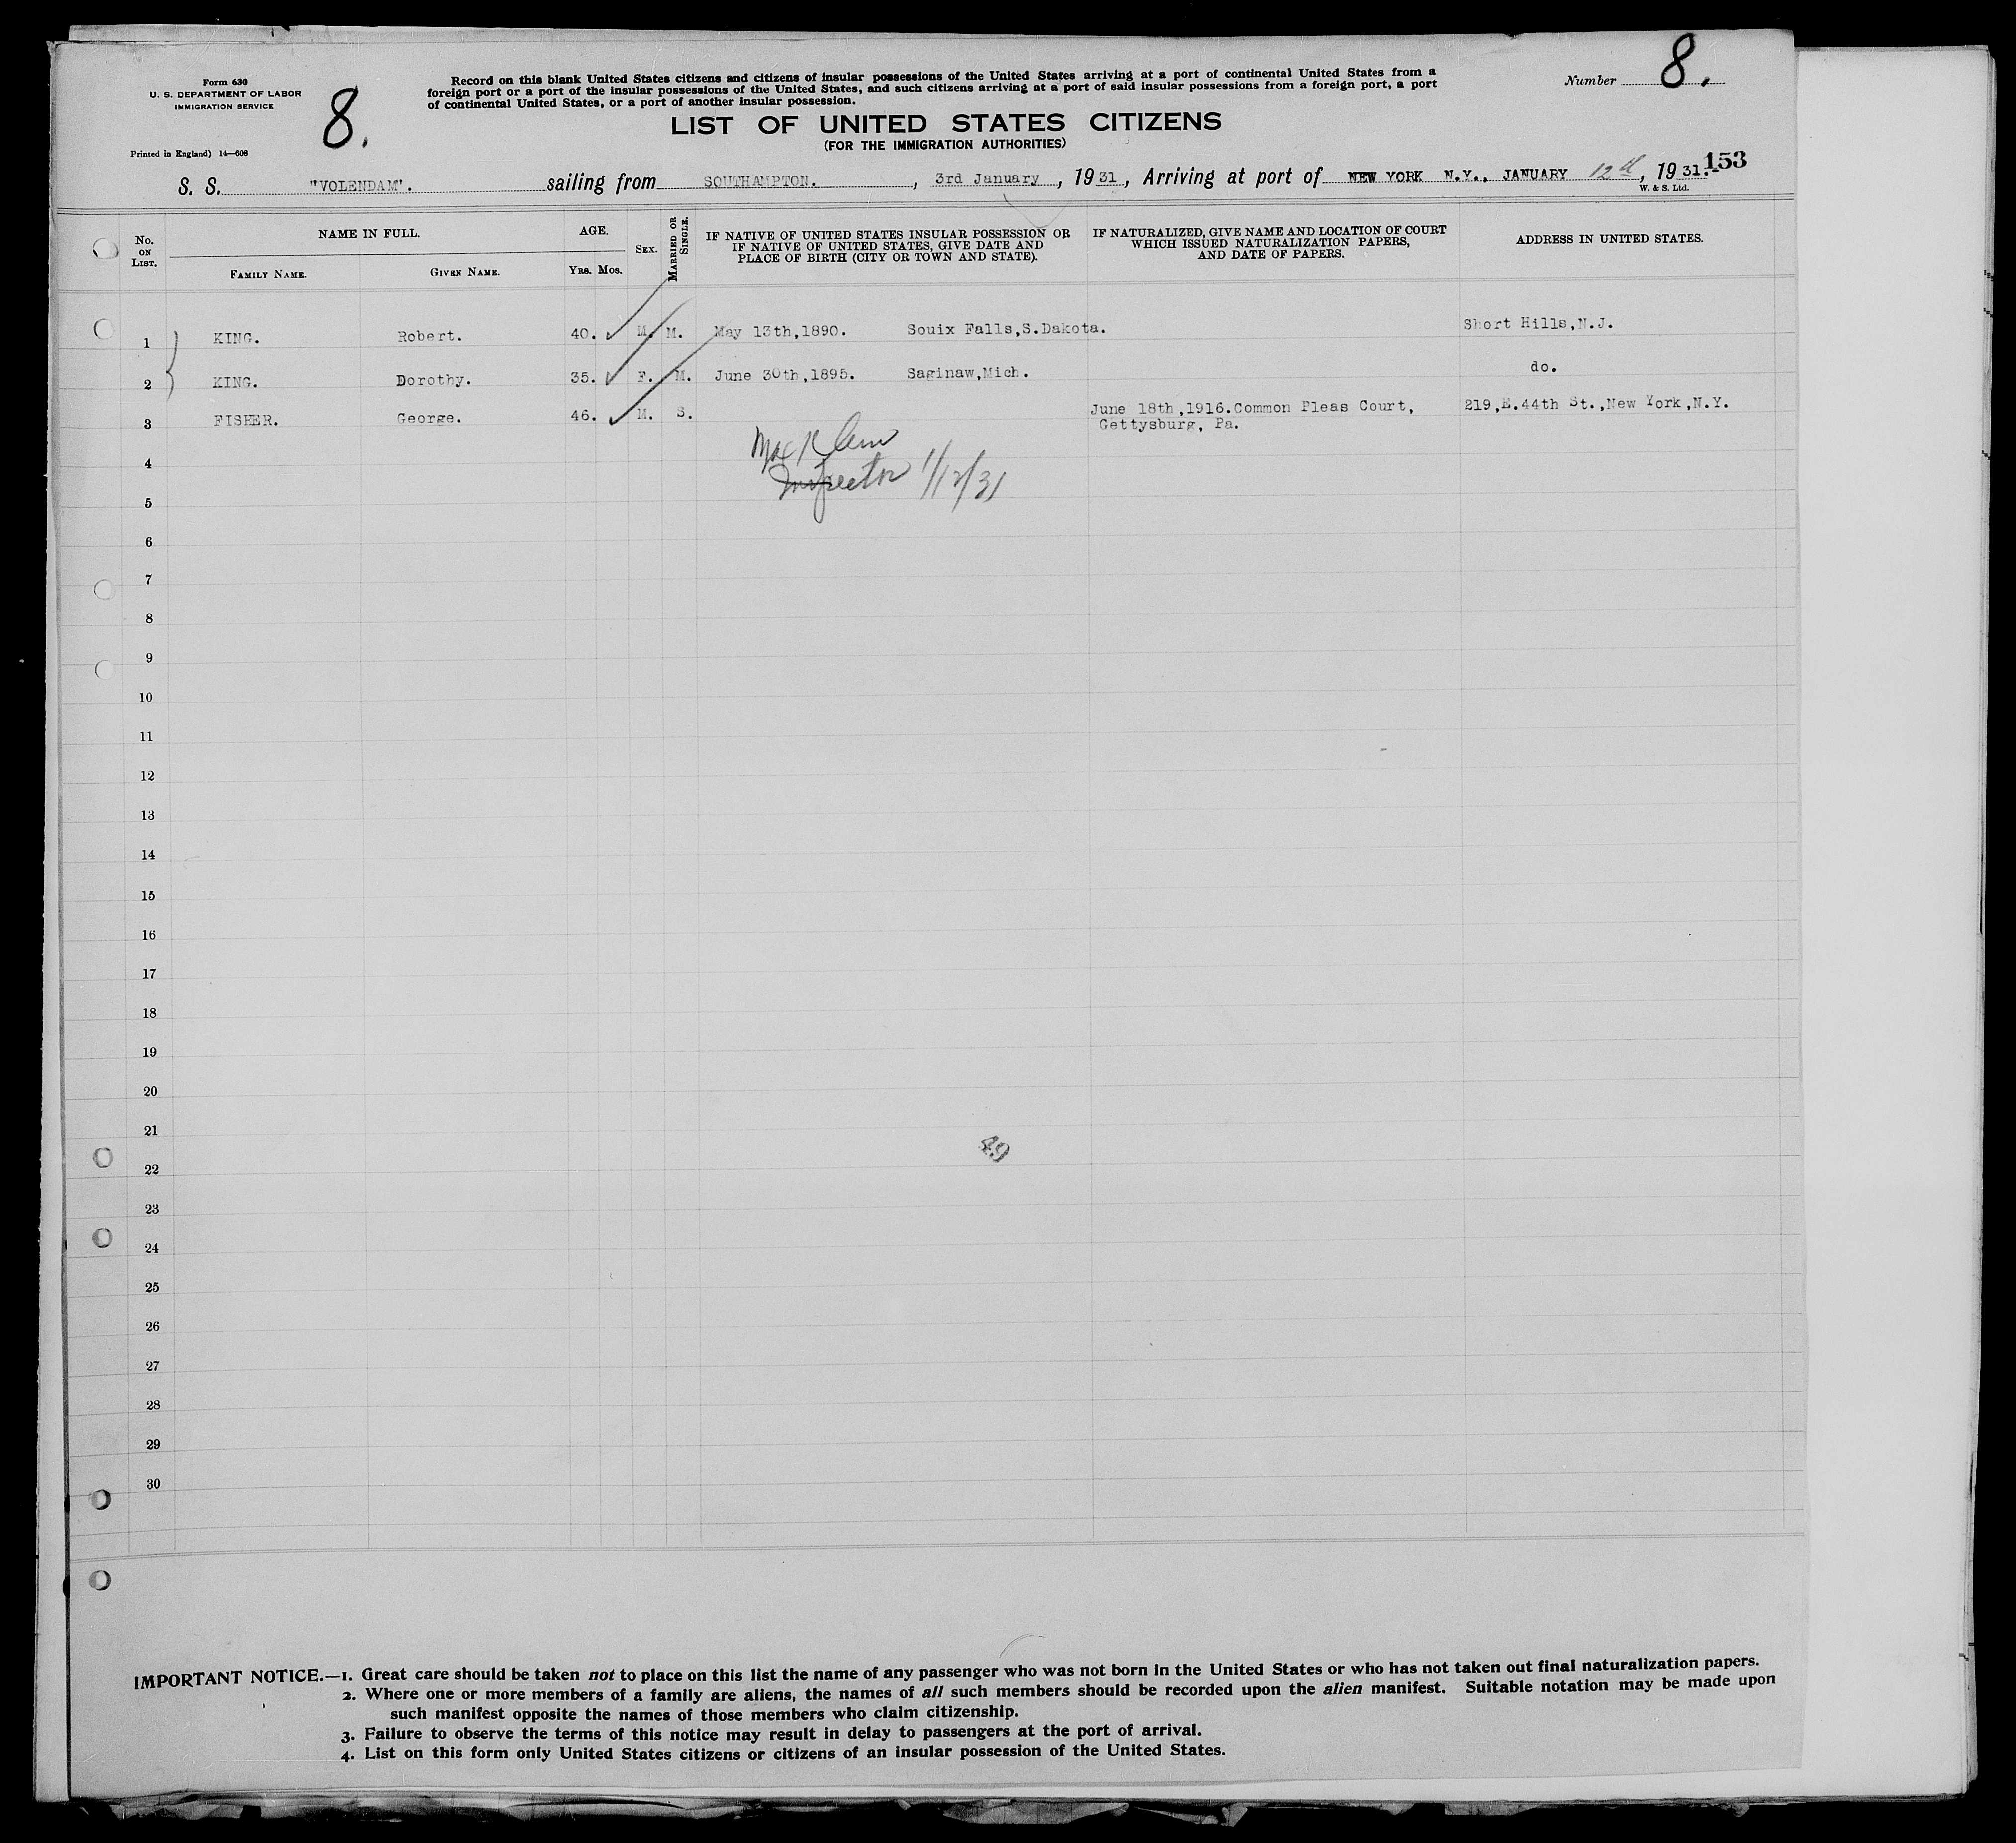 Form 630
U. S. DEPARTMENT OF LABOR
IMMIGRATION SERVICE
8.
Printed in England) 14—608
Record on this blank United States citizens and citizens of insular possessions of the United States arriving at a port of continental United States from a
foreign port or a port of the insular possessions of the United States, and such citizens arriving at a port of said insular possessions from a foreign port, a port
of continental United States, or a port of another insular possession.
Number 8.
LIST OF UNITED STATES CITIZENS
(FOR THE IMMIGRATION AUTHORITIES)
S. S. "VOLENDAM". sailing from SOUTHAMPTON. , 3rd January , 19 31 , Arriving at port of NEW YORK N.Y., JANUARY 12th, 19 31. 153
W. & S. Ltd.
No. ON LIST.
NAME IN FULL.
FAMILY NAME. GIVEN NAME.
AGE.
YRS. MOS.
SEX.
MARRIED OR SINGLE.
IF NATIVE OF UNITED STATES INSULAR POSSESSION OR
IF NATIVE OF UNITED STATES, GIVE DATE AND
PLACE OF BIRTH (CITY OR TOWN AND STATE).
IF NATURALIZED, GIVE NAME AND LOCATION OF COURT
WHICH ISSUED NATURALIZATION PAPERS,
AND DATE OF PAPERS.
ADDRESS IN UNITED STATES.
1 KING. Robert. 40. M. M. May 13th,1890. Souix Falls,S.Dakota. Short Hills,N.J.
2 KING. Dorothy. 35. F. M. June 30th,1895. Saginaw,Mich. do.
3 FISHER. George. 46. M. S. June 18th,1916.Common Pleas Court, 219,E.44th St.,New York,N.Y.
Gettysburg, Pa.
4
Inspector 1/12/31
5
6
7
8
9
10
11
12
13
14
15
16
17
18
19
20
21
49
22
23
24
25
26
27
28
29
30
IMPORTANT NOTICE.—1. Great care should be taken not to place on this list the name of any passenger who was not born in the United States or who has not taken out final naturalization papers.
2. Where one or more members of a family are aliens, the names of all such members should be recorded upon the alien manifest. Suitable notation may be made upon
such manifest opposite the names of those members who claim citizenship.
3. Failure to observe the terms of this notice may result in delay to passengers at the port of arrival.
4. List on this form only United States citizens or citizens of an insular possession of the United States.